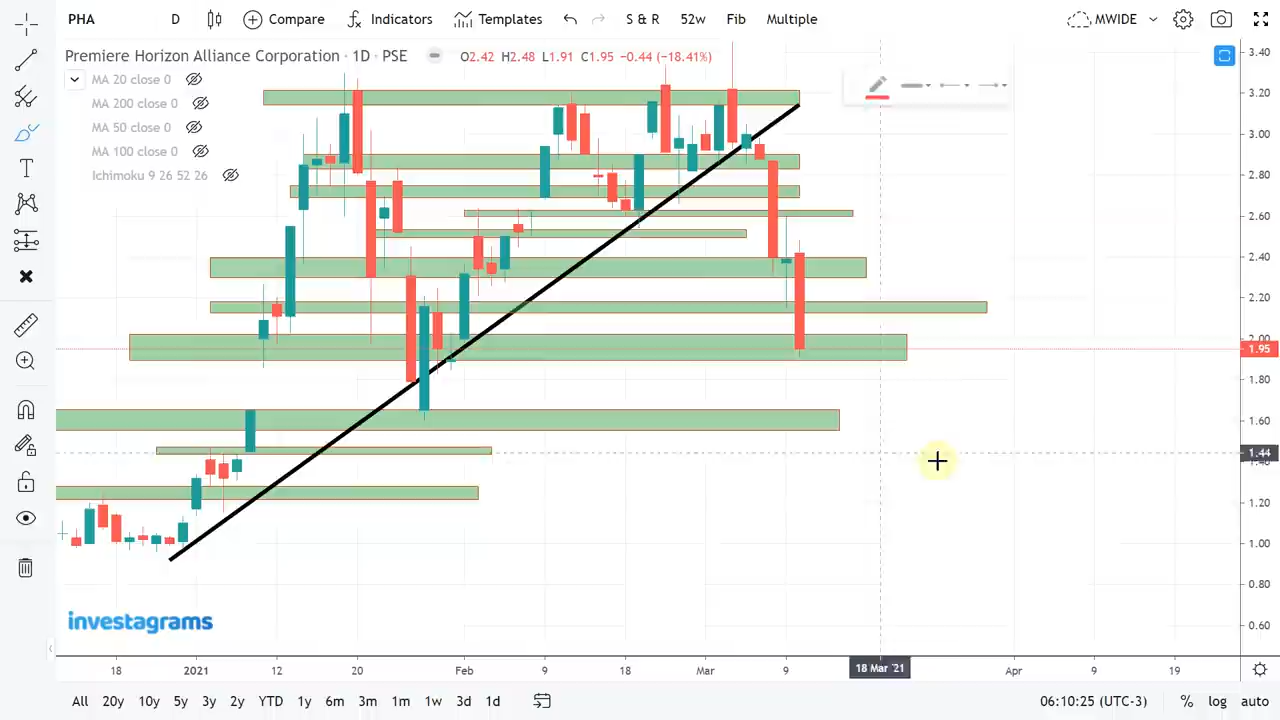 PHA D Compare Indicators Templates S & R 52w Fib Multiple MWIDE
Premiere Horizon Alliance Corporation · 1D · PSE O2.42 H2.48 L1.91 C1.95 −0.44 (−18.41%)
MA 20 close 0
MA 200 close 0
MA 50 close 0
MA 100 close 0
Ichimoku 9 26 52 26
3.40
3.20
3.00
2.80
2.60
2.40
2.20
2.00
1.95
1.80
1.60
1.44
1.20
1.00
0.80
0.60
investagrams
18 2021 12 20 Feb 9 18 Mar 9 18 Mar '21 Apr 9 19
All 20y 10y 5y 3y 2y YTD 1y 6m 3m 1m 1w 3d 1d 06:10:25 (UTC-3) % log auto